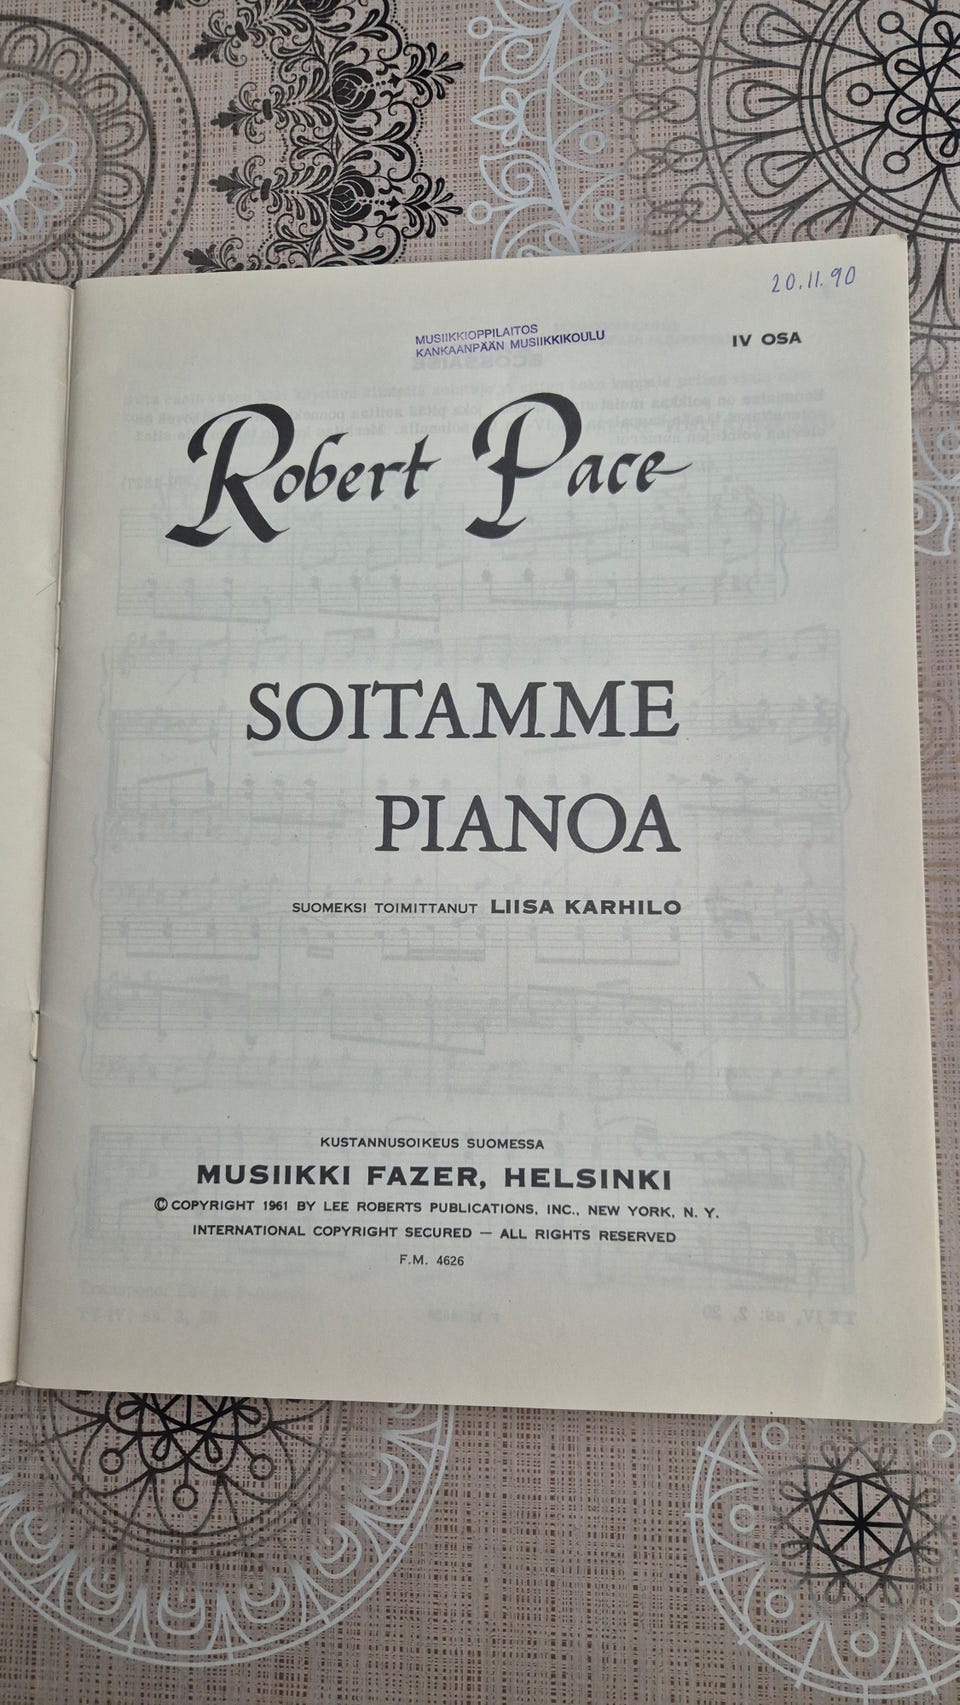 20.11.90
MUSIIKKIOPPILAITOS
KANKAANPÄÄN MUSIIKKIKOULU
IV OSA
Robert Pace
SOITAMME
PIANOA
SUOMEKSI TOIMITTANUT LIISA KARHILO
KUSTANNUSOIKEUS SUOMESSA
MUSIIKKI FAZER, HELSINKI
© COPYRIGHT 1961 BY LEE ROBERTS PUBLICATIONS, INC., NEW YORK, N. Y.
INTERNATIONAL COPYRIGHT SECURED — ALL RIGHTS RESERVED
F.M. 4626